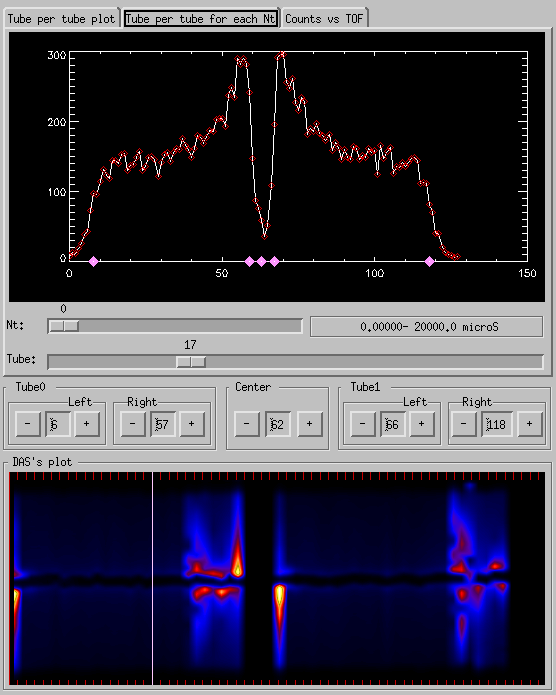 Tube per tube plot Tube per tube for each Nt Counts vs TOF
300
200
100
0
0 50 100 150
0
Nt: 0.00000- 20000.0 microS
17
Tube:
Tube0 Center Tube1
Left Right Left Right
- 6 + - 57 + - 62 + - 66 + - 118 +
DAS's plot